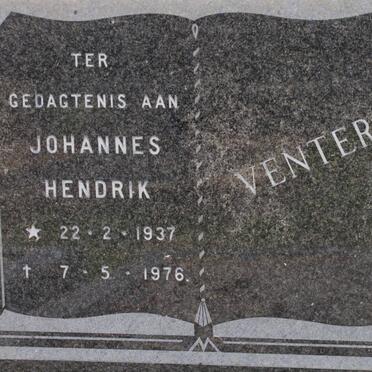 TER
GEDAGTENIS AAN
JOHANNES
HENDRIK
★ 22 - 2 - 1937
† 7 - 5 - 1976.
VENTER